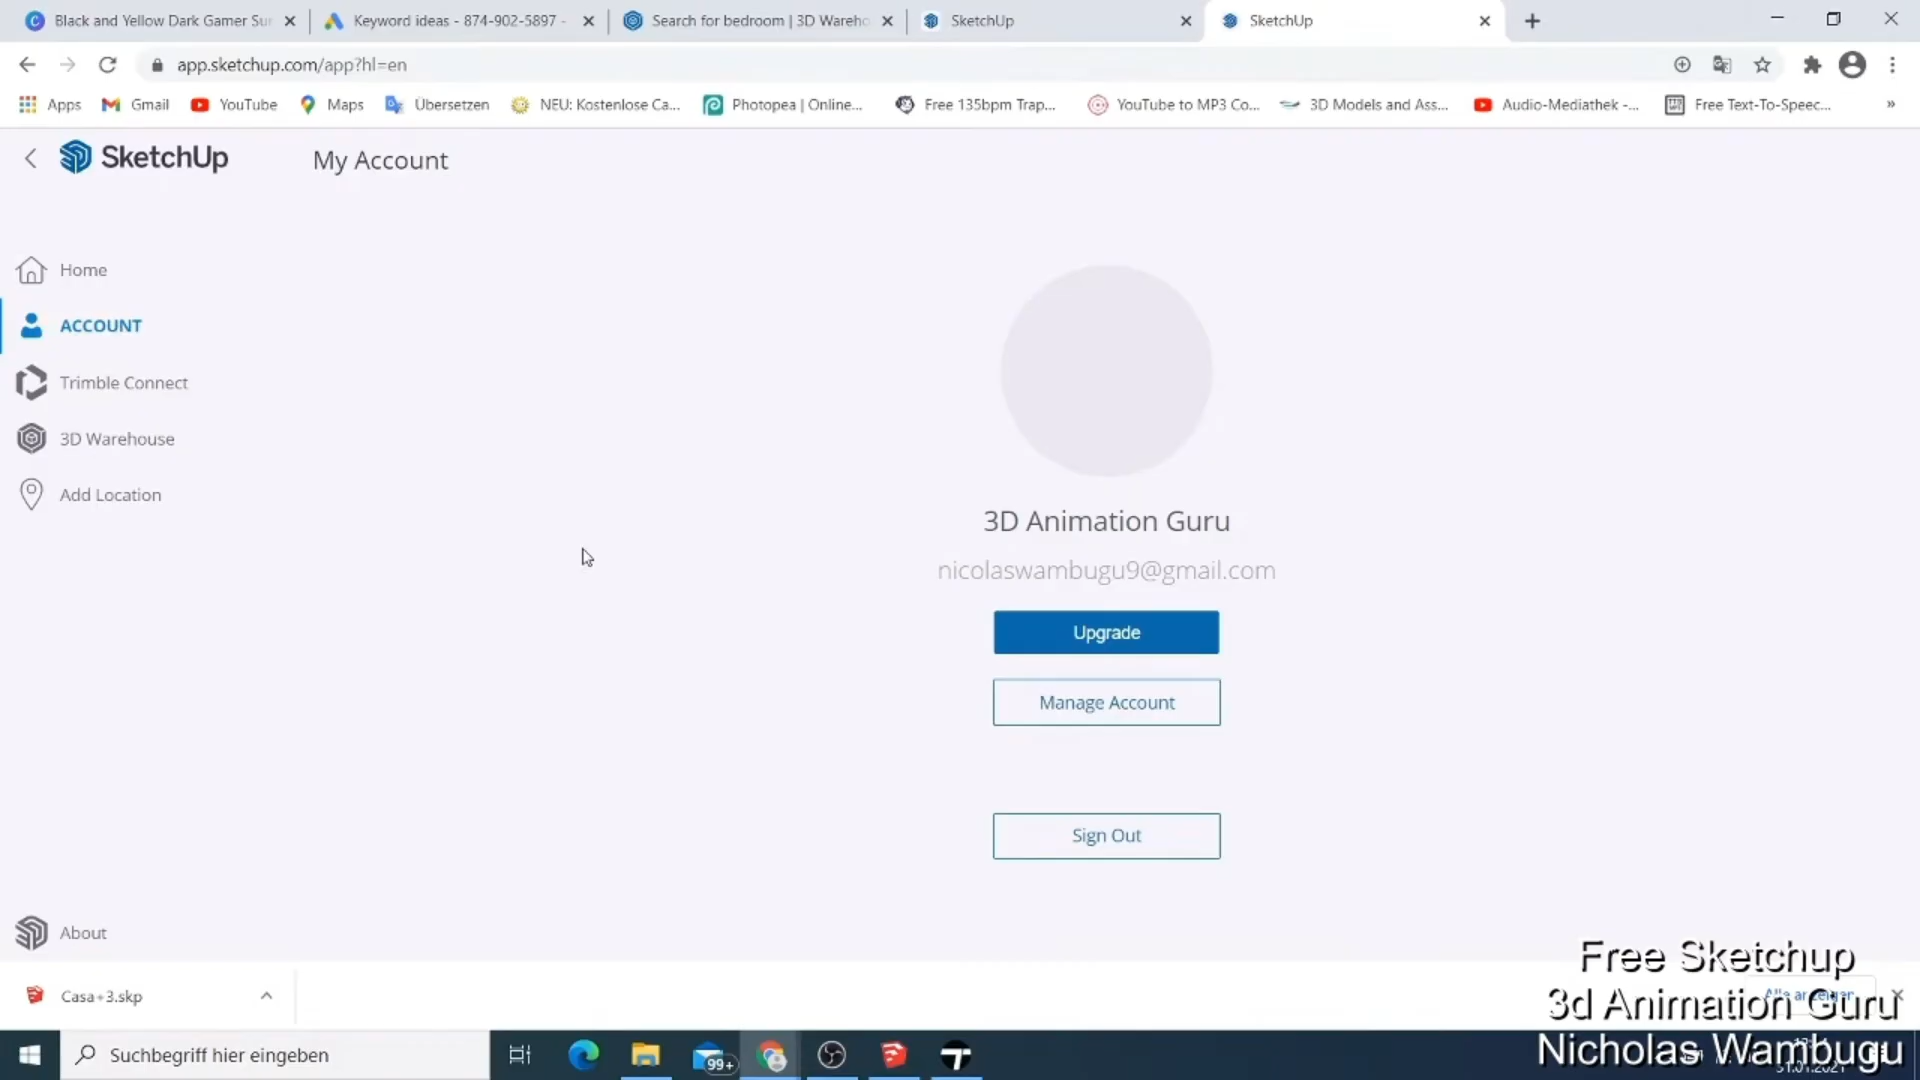 Black and Yellow Dark Gamer Su
Keyword ideas - 874-902-5897 -
Search for bedroom | 3D Wareho
SketchUp
SketchUp
app.sketchup.com/app?hl=en
Apps
Gmail
YouTube
Maps
Übersetzen
NEU: Kostenlose Ca...
Photopea | Online...
Free 135bpm Trap...
YouTube to MP3 Co...
3D Models and Ass...
Audio-Mediathek -...
Free Text-To-Speec...
SketchUp
My Account
Home
ACCOUNT
Trimble Connect
3D Warehouse
Add Location
3D Animation Guru
nicolaswambugu9@gmail.com
Upgrade
Manage Account
Sign Out
About
Casa+3.skp
Free Sketchup
3d Animation Guru
Nicholas Wambugu
Suchbegriff hier eingeben
99+